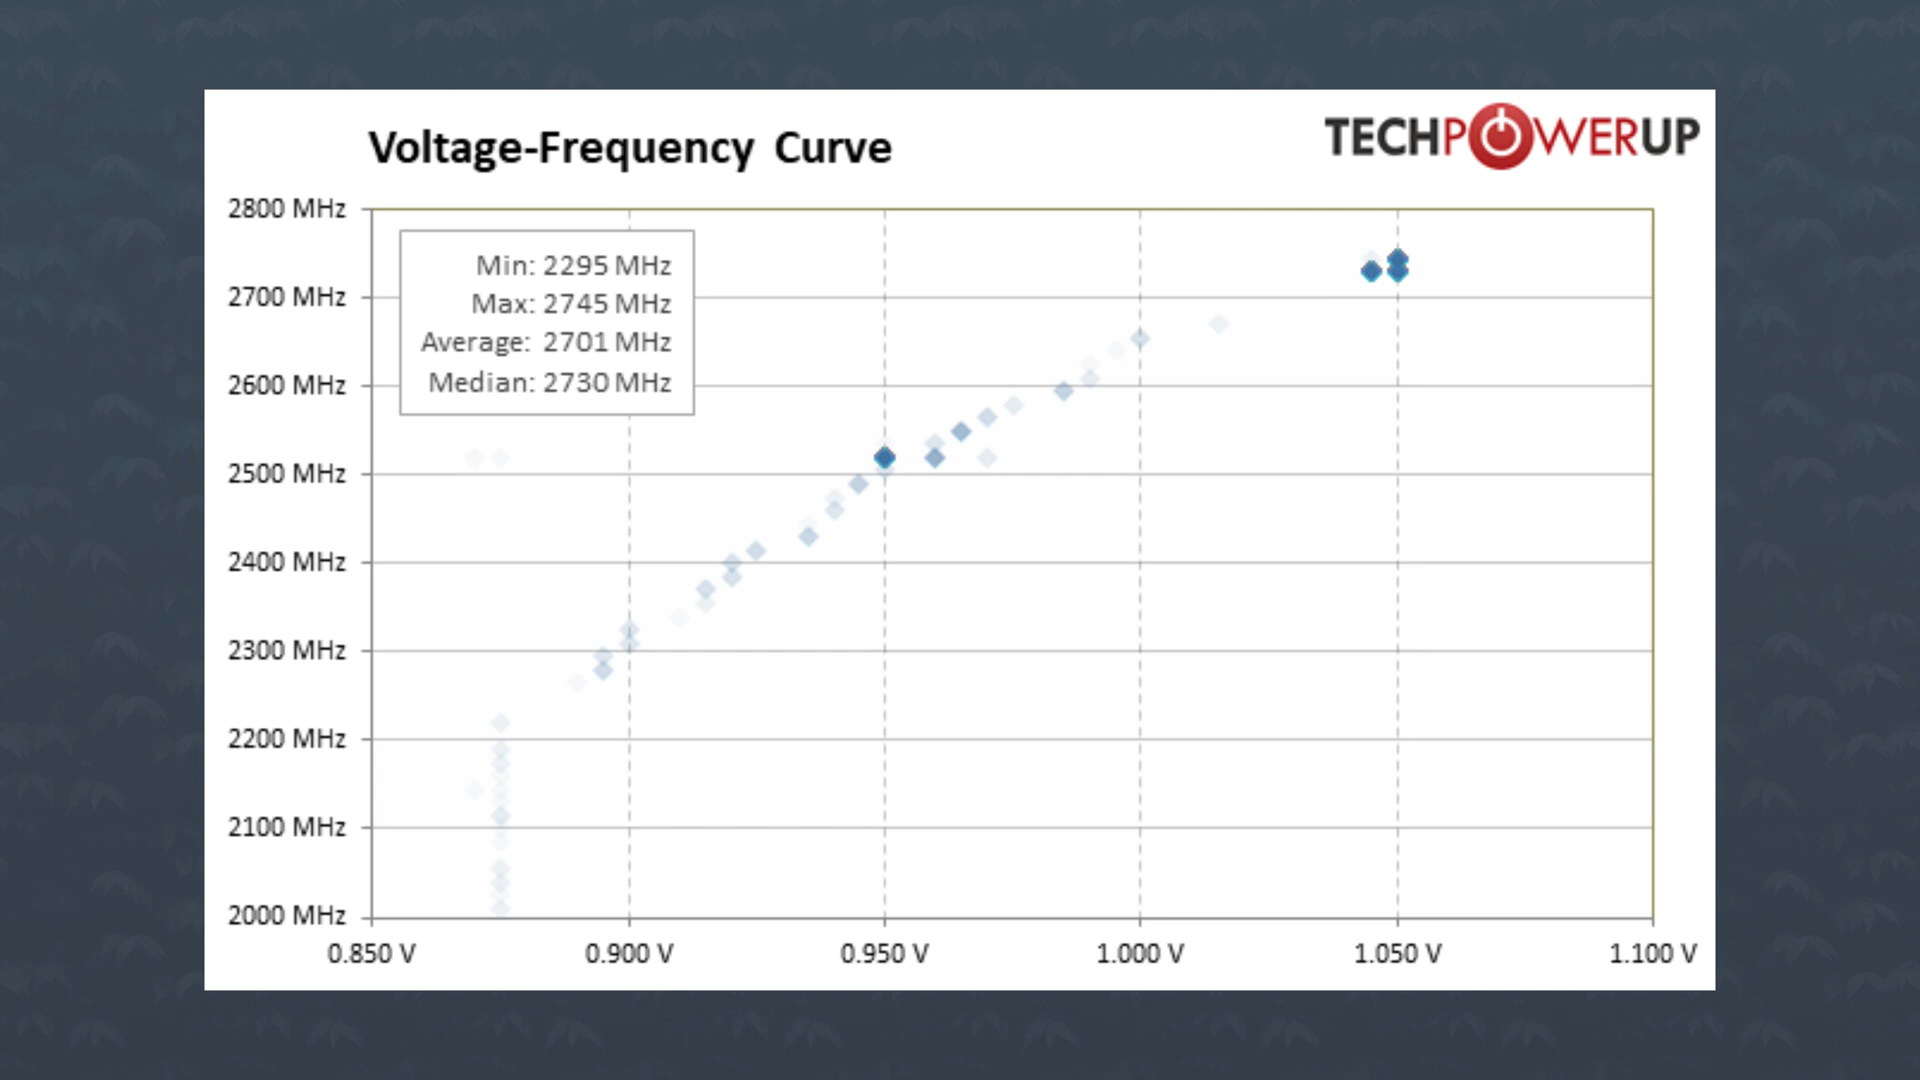 TECHPOWERUP
Voltage-Frequency Curve
2800 MHz
2700 MHz
2600 MHz
2500 MHz
2400 MHz
2300 MHz
2200 MHz
2100 MHz
2000 MHz
Min: 2295 MHz
Max: 2745 MHz
Average: 2701 MHz
Median: 2730 MHz
0.850 V 0.900 V 0.950 V 1.000 V 1.050 V 1.100 V